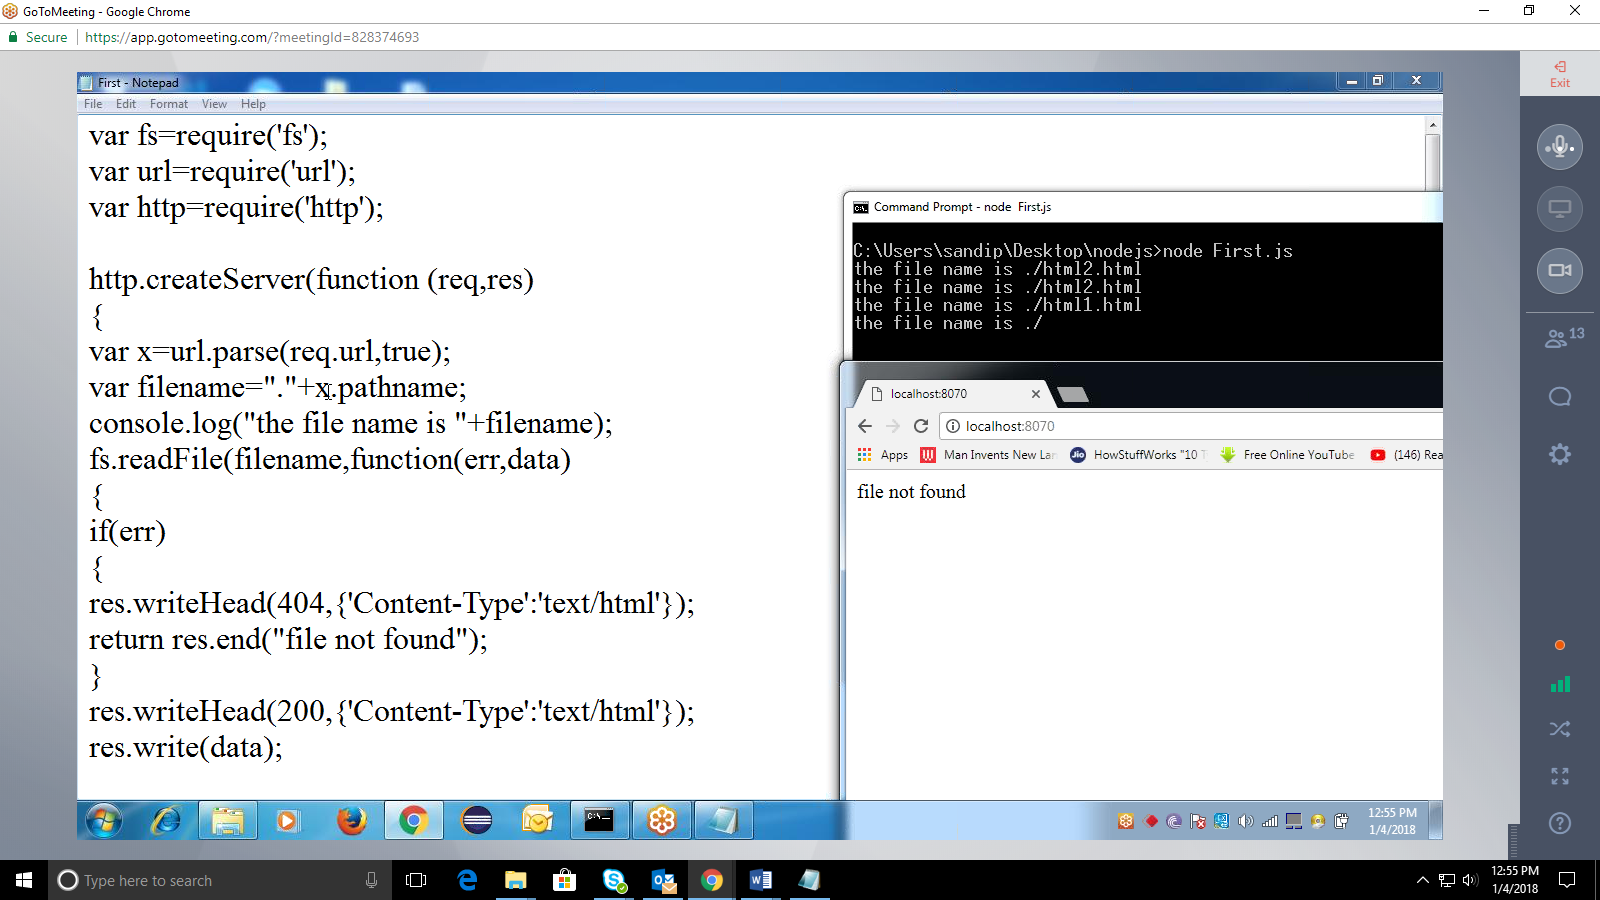 GoToMeeting - Google Chrome
Secure
https://app.gotomeeting.com/?meetingId=828374693
Exit
First - Notepad
File Edit Format View Help
var fs=require('fs');
var url=require('url');
var http=require('http');
http.createServer(function (req,res)
{
var x=url.parse(req.url,true);
var filename="."+x.pathname;
console.log("the file name is "+filename);
fs.readFile(filename,function(err,data)
{
if(err)
{
res.writeHead(404,{'Content-Type':'text/html'});
return res.end("file not found");
}
res.writeHead(200,{'Content-Type':'text/html'});
res.write(data);
Command Prompt - node First.js
C:\Users\sandip\Desktop\nodejs>node First.js
the file name is ./html2.html
the file name is ./html2.html
the file name is ./html1.html
the file name is ./
localhost:8070
localhost:8070
Apps Man Invents New Lan Jio HowStuffWorks "10 T Free Online YouTube (146) Rea
file not found
13
12:55 PM
1/4/2018
Type here to search
12:55 PM
1/4/2018